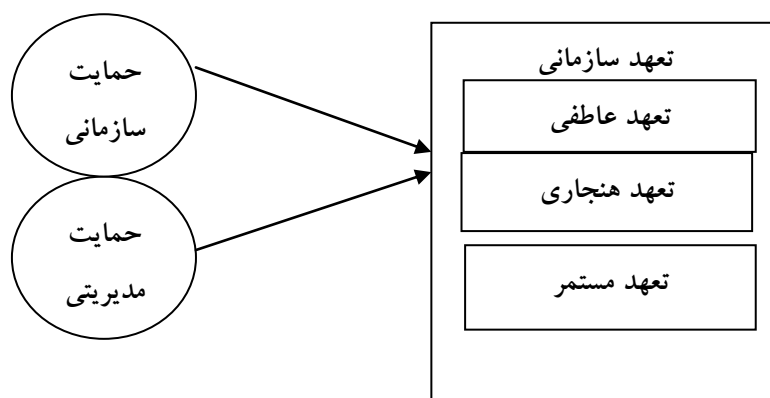 حمایت
سازمانی
حمایت
مدیریتی
تعهد سازمانی
تعهد عاطفی
تعهد هنجاری
تعهد مستمر